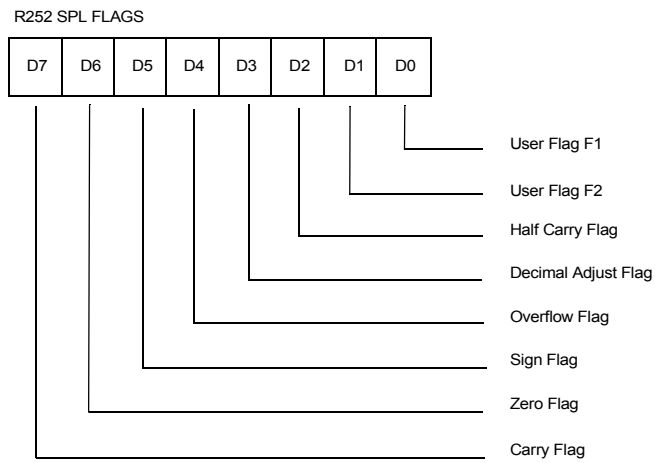 R252 SPL FLAGS
D7 D6 D5 D4 D3 D2 D1 D0
User Flag F1
User Flag F2
Half Carry Flag
Decimal Adjust Flag
Overflow Flag
Sign Flag
Zero Flag
Carry Flag